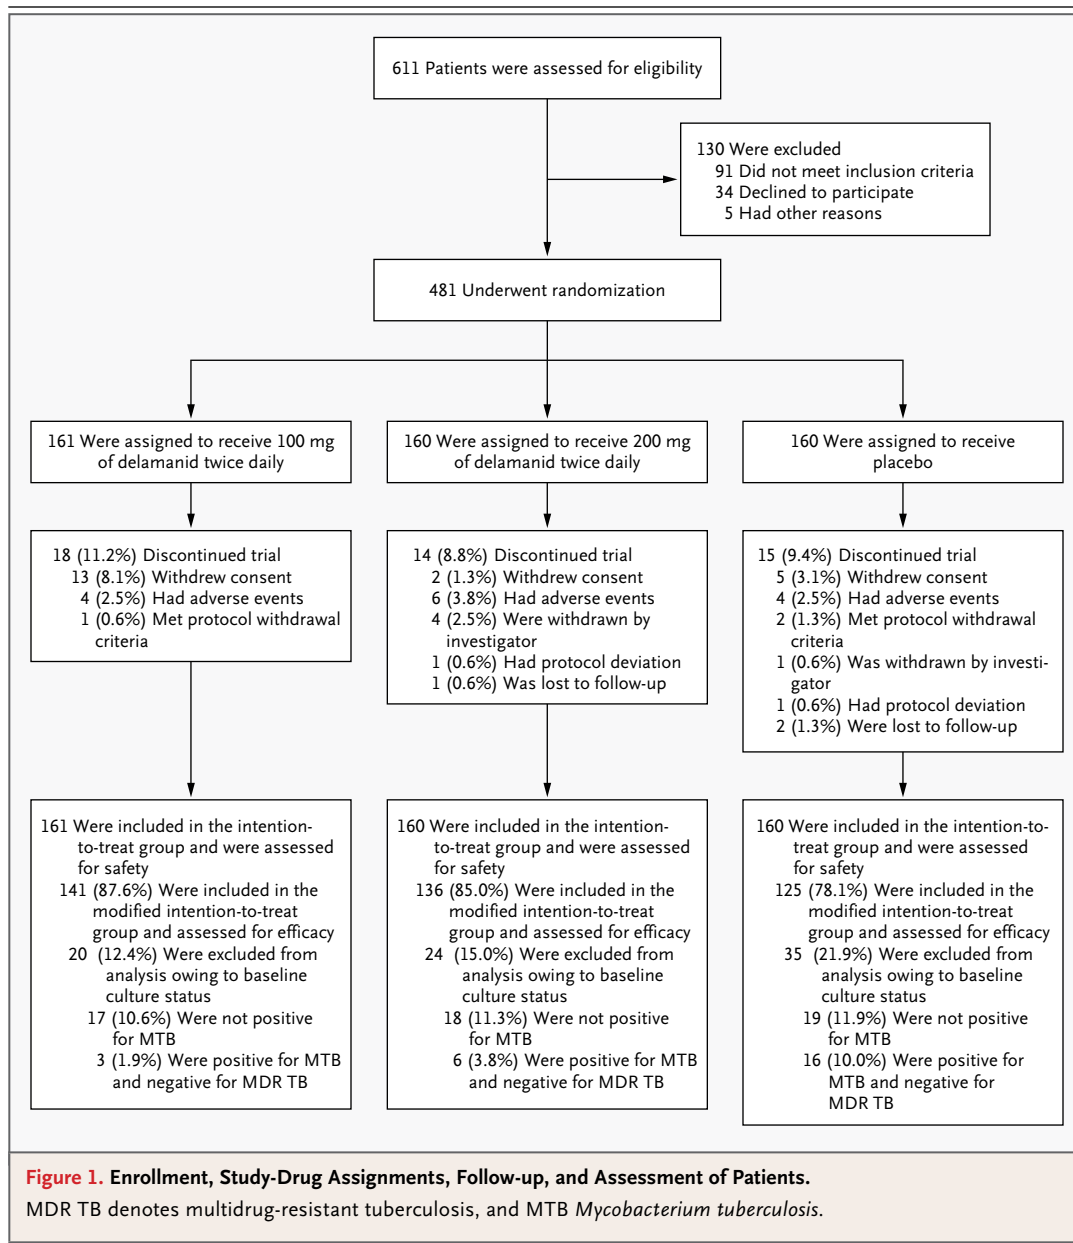 611 Patients were assessed for eligibility
130 Were excluded
91 Did not meet inclusion criteria
34 Declined to participate
5 Had other reasons
481 Underwent randomization
161 Were assigned to receive 100 mg
of delamanid twice daily
160 Were assigned to receive 200 mg
of delamanid twice daily
160 Were assigned to receive
placebo
18 (11.2%) Discontinued trial
13 (8.1%) Withdrew consent
4 (2.5%) Had adverse events
1 (0.6%) Met protocol withdrawal
criteria
14 (8.8%) Discontinued trial
2 (1.3%) Withdrew consent
6 (3.8%) Had adverse events
4 (2.5%) Were withdrawn by
investigator
1 (0.6%) Had protocol deviation
1 (0.6%) Was lost to follow-up
15 (9.4%) Discontinued trial
5 (3.1%) Withdrew consent
4 (2.5%) Had adverse events
2 (1.3%) Met protocol withdrawal
criteria
1 (0.6%) Was withdrawn by investi-
gator
1 (0.6%) Had protocol deviation
2 (1.3%) Were lost to follow-up
161 Were included in the intention-
to-treat group and were assessed
for safety
141 (87.6%) Were included in the
modified intention-to-treat
group and assessed for efficacy
20 (12.4%) Were excluded from
analysis owing to baseline
culture status
17 (10.6%) Were not positive
for MTB
3 (1.9%) Were positive for MTB
and negative for MDR TB
160 Were included in the intention-
to-treat group and were assessed
for safety
136 (85.0%) Were included in the
modified intention-to-treat
group and assessed for efficacy
24 (15.0%) Were excluded from
analysis owing to baseline
culture status
18 (11.3%) Were not positive
for MTB
6 (3.8%) Were positive for MTB
and negative for MDR TB
160 Were included in the intention-to-
treat group and were assessed
for safety
125 (78.1%) Were included in the
modified intention-to-treat
group and assessed for efficacy
35 (21.9%) Were excluded from
analysis owing to baseline
culture status
19 (11.9%) Were not positive
for MTB
16 (10.0%) Were positive for
MTB and negative for
MDR TB
Figure 1. Enrollment, Study-Drug Assignments, Follow-up, and Assessment of Patients.
MDR TB denotes multidrug-resistant tuberculosis, and MTB Mycobacterium tuberculosis.